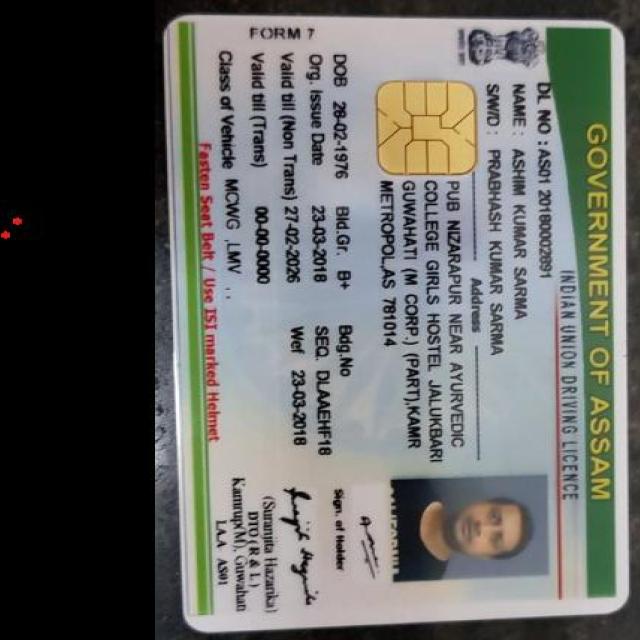 GOVERNMENT OF ASSAM
INDIAN UNION DRIVING LICENCE
DL NO : AS01 20180002891
NAME : ASHIM KUMAR SARMA
S/W/D : PRABHASH KUMAR SARMA
Address
PUB NIZARAPUR NEAR AYURVEDIC
COLLEGE GIRLS HOSTEL JALUKBARI
GUWAHATI (M CORP.) (PART),KAMR
METROPOL,AS 781014
DOB 28-02-1976 Bld.Gr. B+ Bdg.No
Org. Issue Date 23-03-2018 SEQ. DLAAEHF18
Valid till (Non Trans) 27-02-2026 Wef 23-03-2018
Valid till (Trans) 00-00-0000
Class of Vehicle MCWG ,LMV , ,
Sign. of Holder
(Suranjita Hazarika)
DTO (R & L)
Kamrup(M), Guwahati
LAA AS01
FORM 7
Fasten Seat Belt / Use ISI marked Helmet